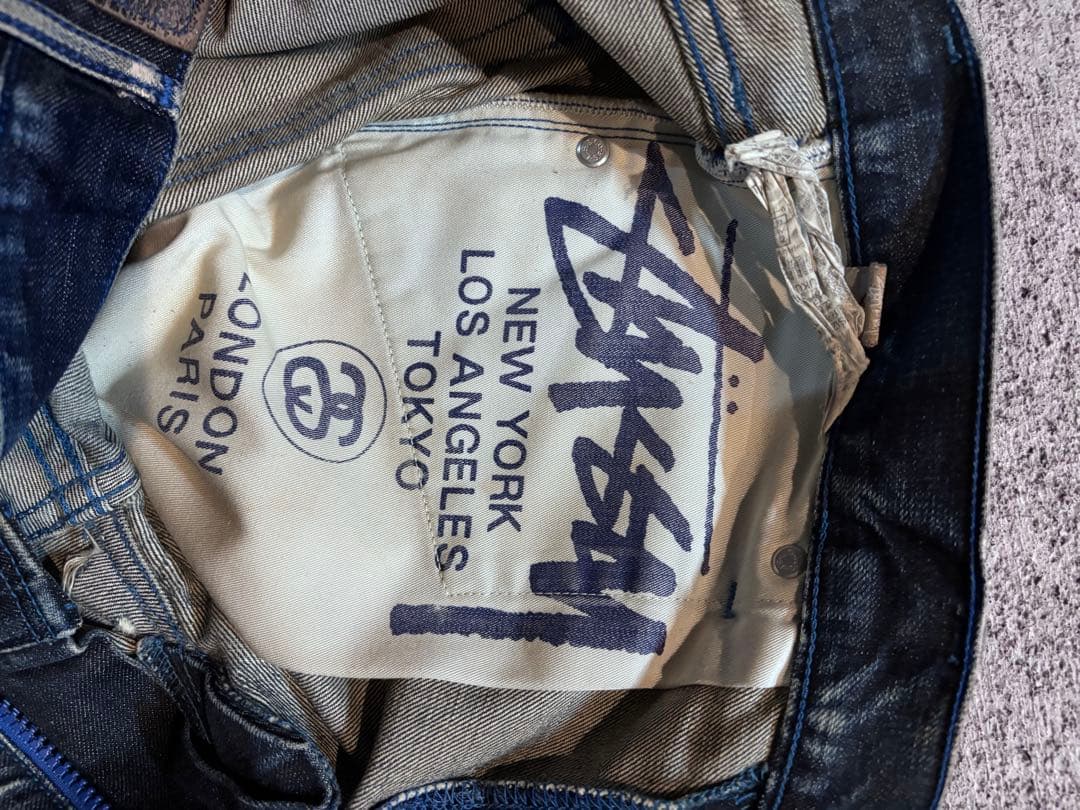 Stüssy
NEW YORK
LOS ANGELES
TOKYO
LONDON
PARIS